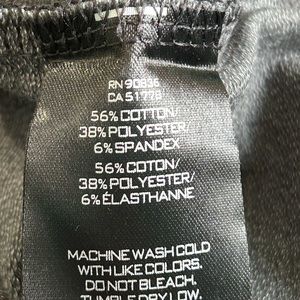 RN 90836
CA 51778
56% COTTON/
38% POLYESTER/
6% SPANDEX
56% COTON/
38% POLYESTER/
6% ÉLASTHANNE
MACHINE WASH COLD
WITH LIKE COLORS.
DO NOT BLEACH.
TUMBLE DRY LOW.